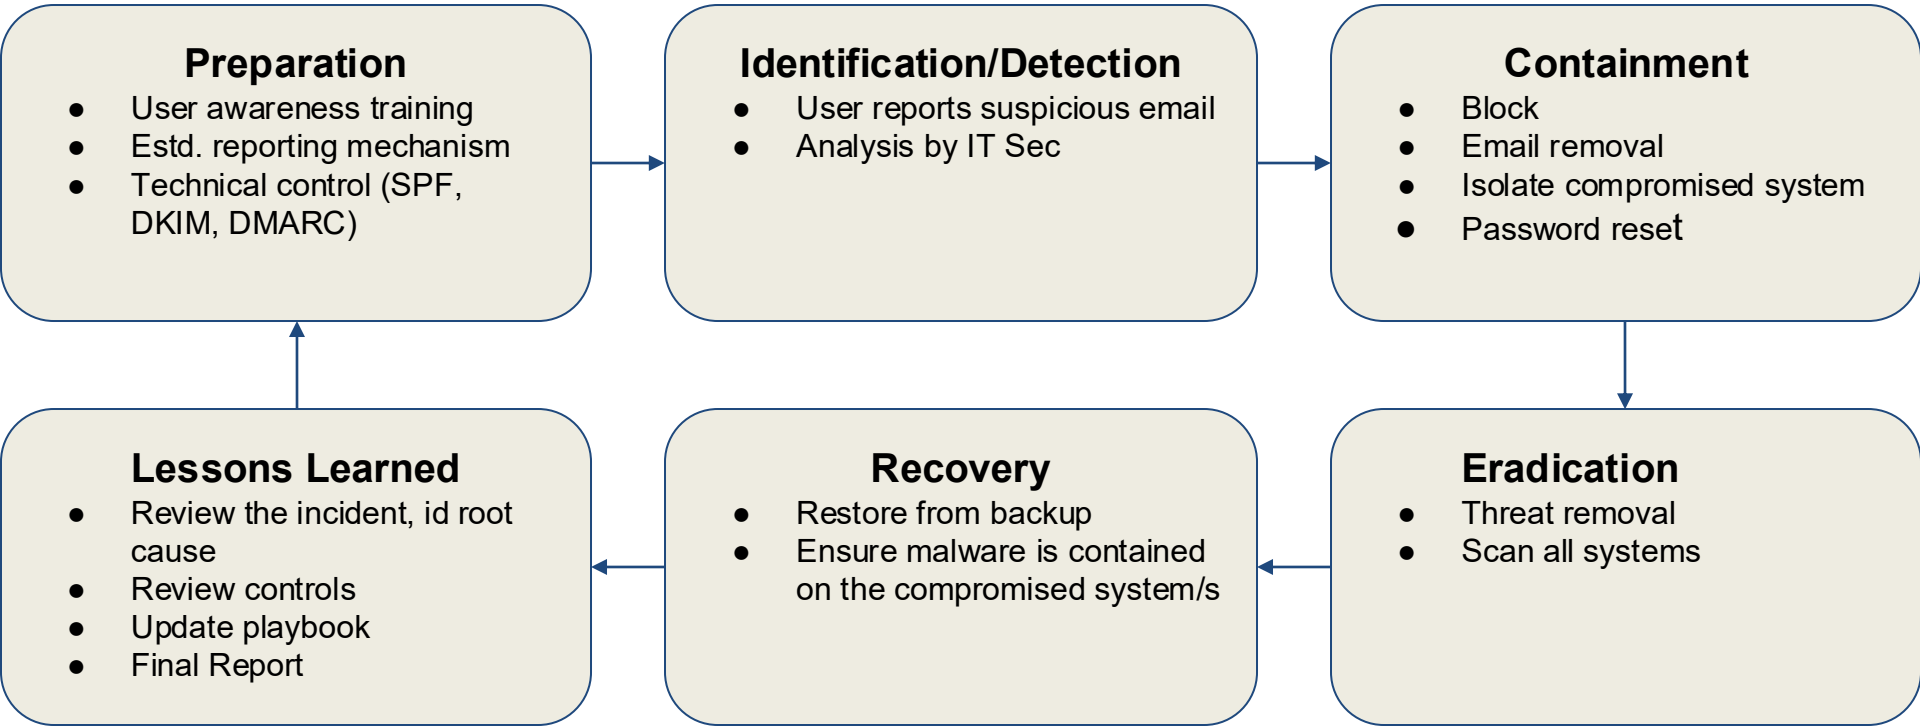 Preparation
● User awareness training
● Estd. reporting mechanism
● Technical control (SPF,
DKIM, DMARC)
Identification/Detection
● User reports suspicious email
● Analysis by IT Sec
Containment
● Block
● Email removal
● Isolate compromised system
● Password reset
Lessons Learned
● Review the incident, id root
cause
● Review controls
● Update playbook
● Final Report
Recovery
● Restore from backup
● Ensure malware is contained
on the compromised system/s
Eradication
● Threat removal
● Scan all systems